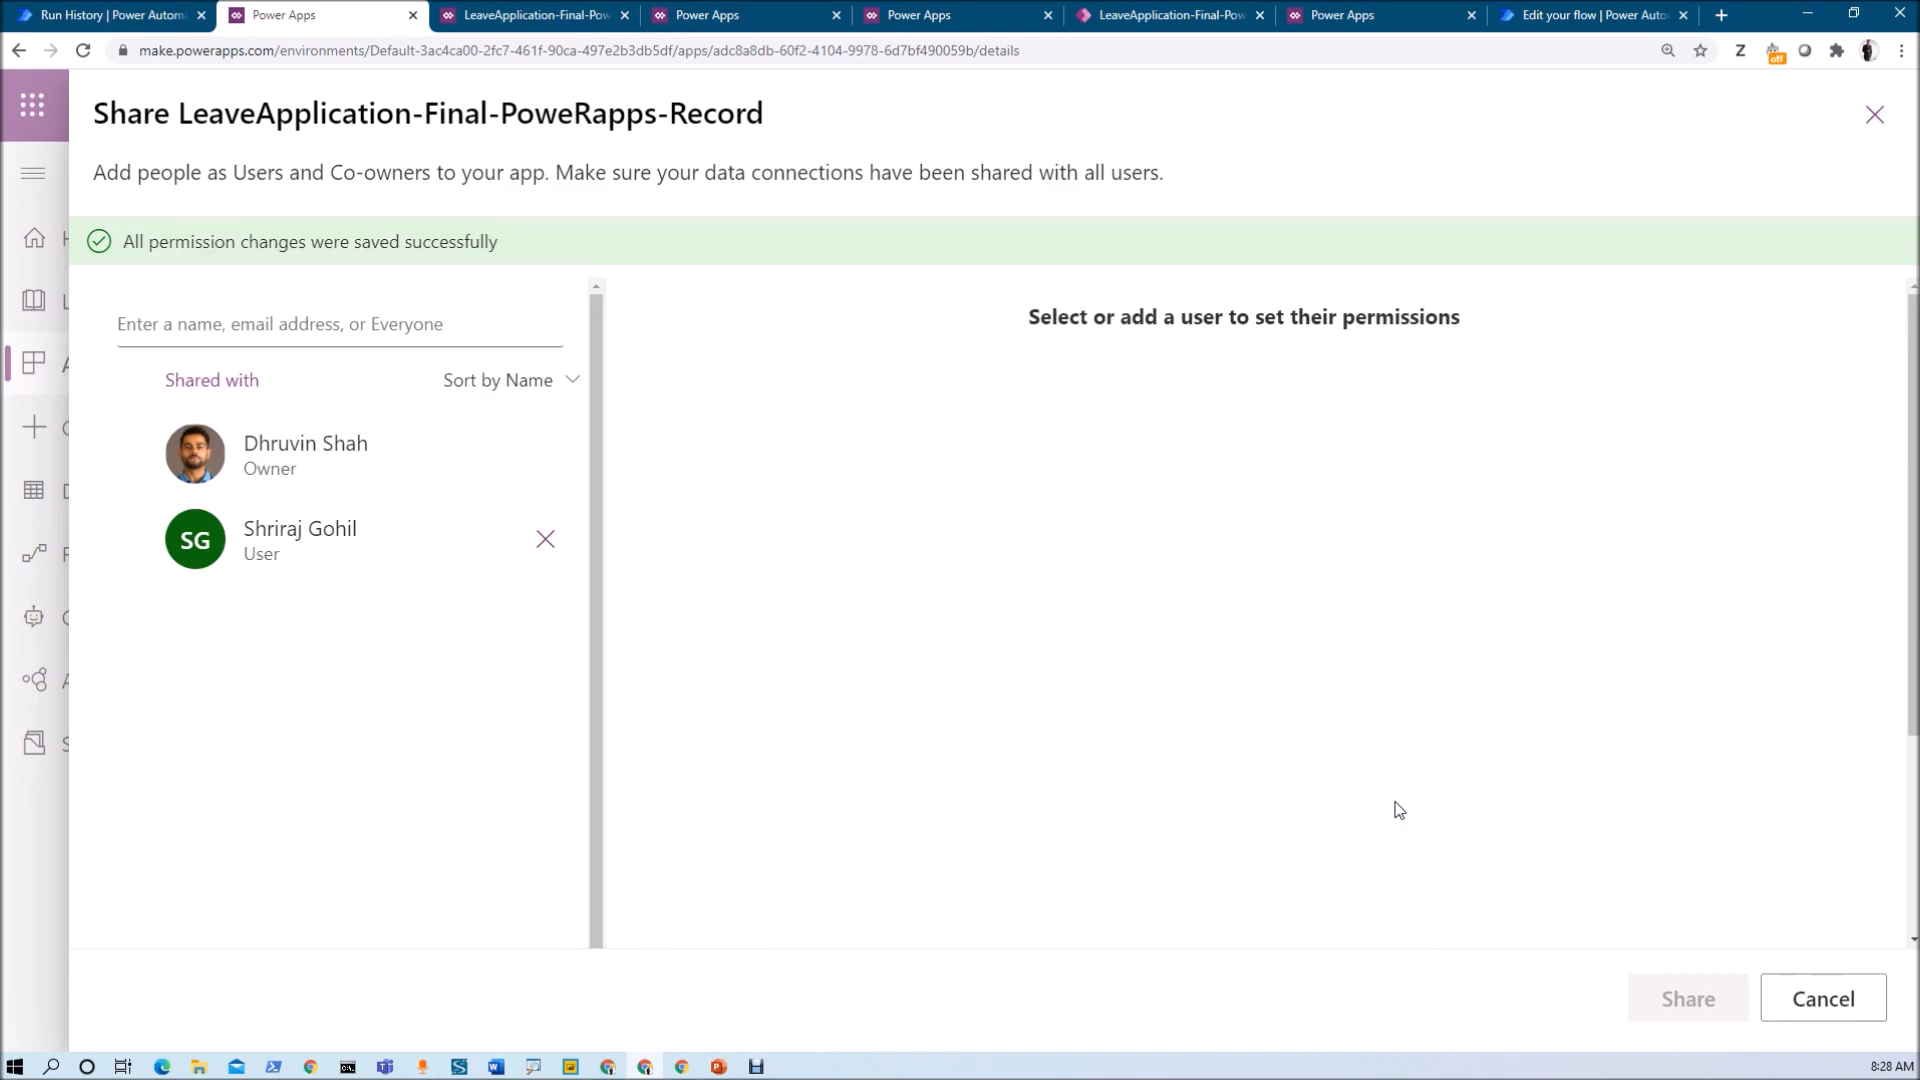 Run History | Power Autom
Power Apps
LeaveApplication-Final-Pow
Power Apps
Power Apps
LeaveApplication-Final-Pow
Power Apps
Edit your flow | Power Auto
make.powerapps.com/environments/Default-3ac4ca00-2fc7-461f-90ca-497e2b3db5df/apps/adc8a8db-60f2-4104-9978-6d7bf490059b/details
Z
off
Share LeaveApplication-Final-PoweRapps-Record
Add people as Users and Co-owners to your app. Make sure your data connections have been shared with all users.
All permission changes were saved successfully
Enter a name, email address, or Everyone
Select or add a user to set their permissions
Shared with
Sort by Name
Dhruvin Shah
Owner
SG
Shriraj Gohil
User
Share
Cancel
8:28 AM